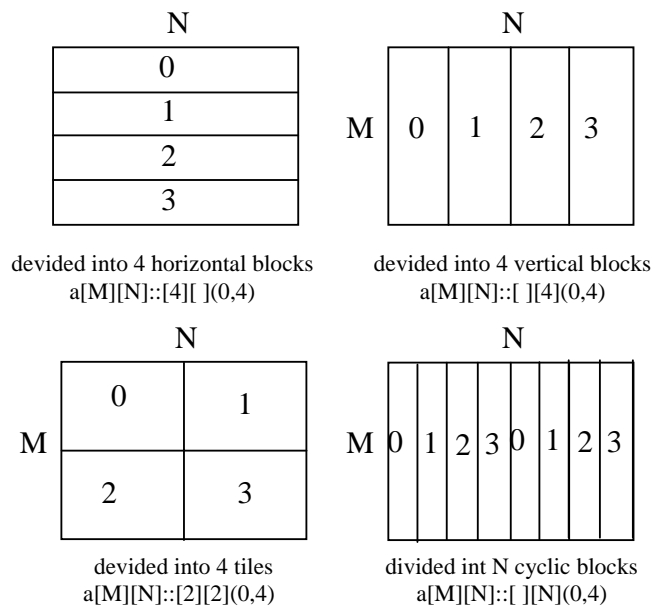 N
0
1
2
3
devided into 4 horizontal blocks
a[M][N]::[4][ ](0,4)
N
M 0 1 2 3
devided into 4 vertical blocks
a[M][N]::[ ][4](0,4)
N
0 1
M
2 3
devided into 4 tiles
a[M][N]::[2][2](0,4)
N
M 0 1 2 3 0 1 2 3
divided int N cyclic blocks
a[M][N]::[ ][N](0,4)